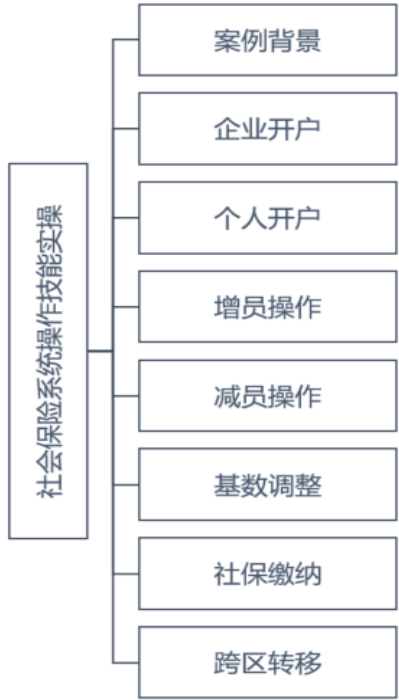 社会保险系统操作技能实操
案例背景
企业开户
个人开户
增员操作
减员操作
基数调整
社保缴纳
跨区转移